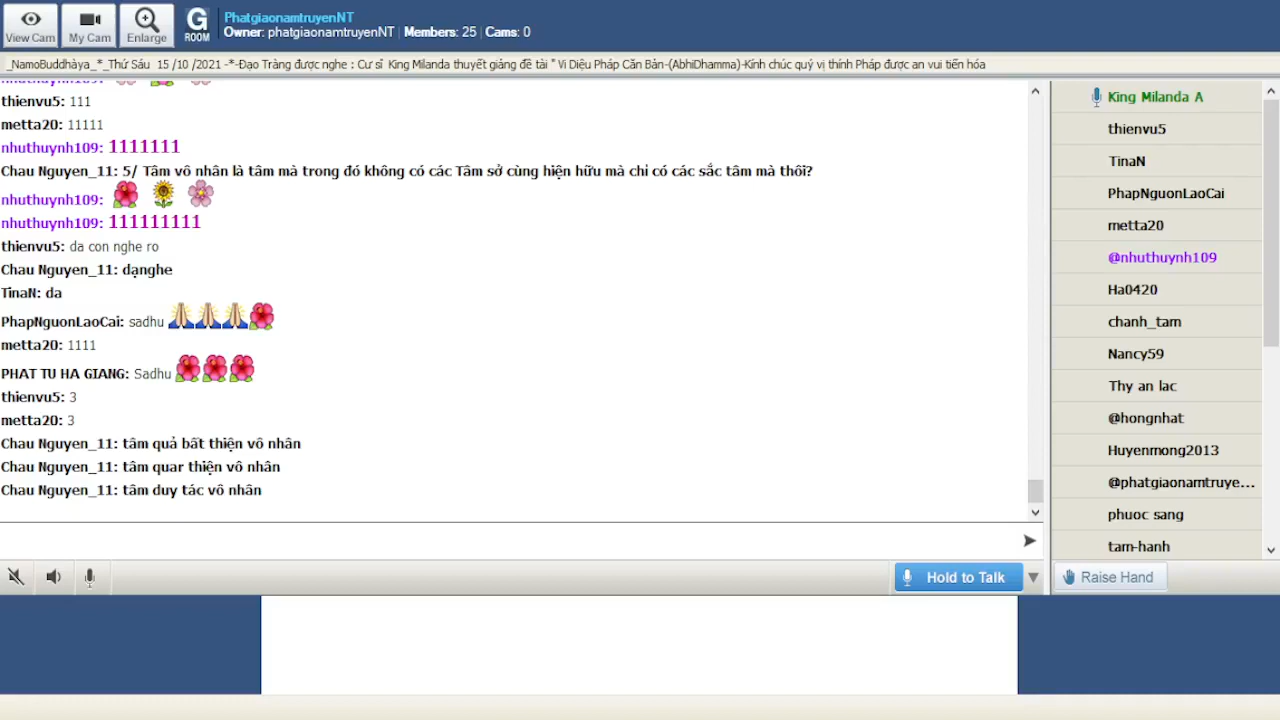 View Cam
My Cam
Enlarge
G
ROOM
PhatgiaonamtruyenNT
Owner: phatgiaonamtruyenNT | Members: 25 | Cams: 0
_NamoBuddhàya_*_Thứ Sáu 15 /10 /2021 -*-Đạo Tràng được nghe : Cư sĩ King Milanda thuyết giảng đề tài " Vi Diệu Pháp Căn Bản-(AbhiDhamma)-Kính chúc quý vị thính Pháp được an vui tiến hóa
thienvu5: 111
metta20: 11111
nhuthuynh109: 1111111
Chau Nguyen_11: 5/ Tâm vô nhân là tâm mà trong đó không có các Tâm sở cùng hiện hữu mà chỉ có các sắc tâm mà thôi?
nhuthuynh109:
nhuthuynh109: 111111111
thienvu5: da con nghe ro
Chau Nguyen_11: dạnghe
TinaN: da
PhapNguonLaoCai: sadhu
metta20: 1111
PHAT TU HA GIANG: Sadhu
thienvu5: 3
metta20: 3
Chau Nguyen_11: tâm quả bất thiện vô nhân
Chau Nguyen_11: tâm quar thiện vô nhân
Chau Nguyen_11: tâm duy tác vô nhân
Hold to Talk
King Milanda A
thienvu5
TinaN
PhapNguonLaoCai
metta20
@nhuthuynh109
Ha0420
chanh_tam
Nancy59
Thy an lac
@hongnhat
Huyenmong2013
@phatgiaonamtruye...
phuoc sang
tam-hanh
Raise Hand